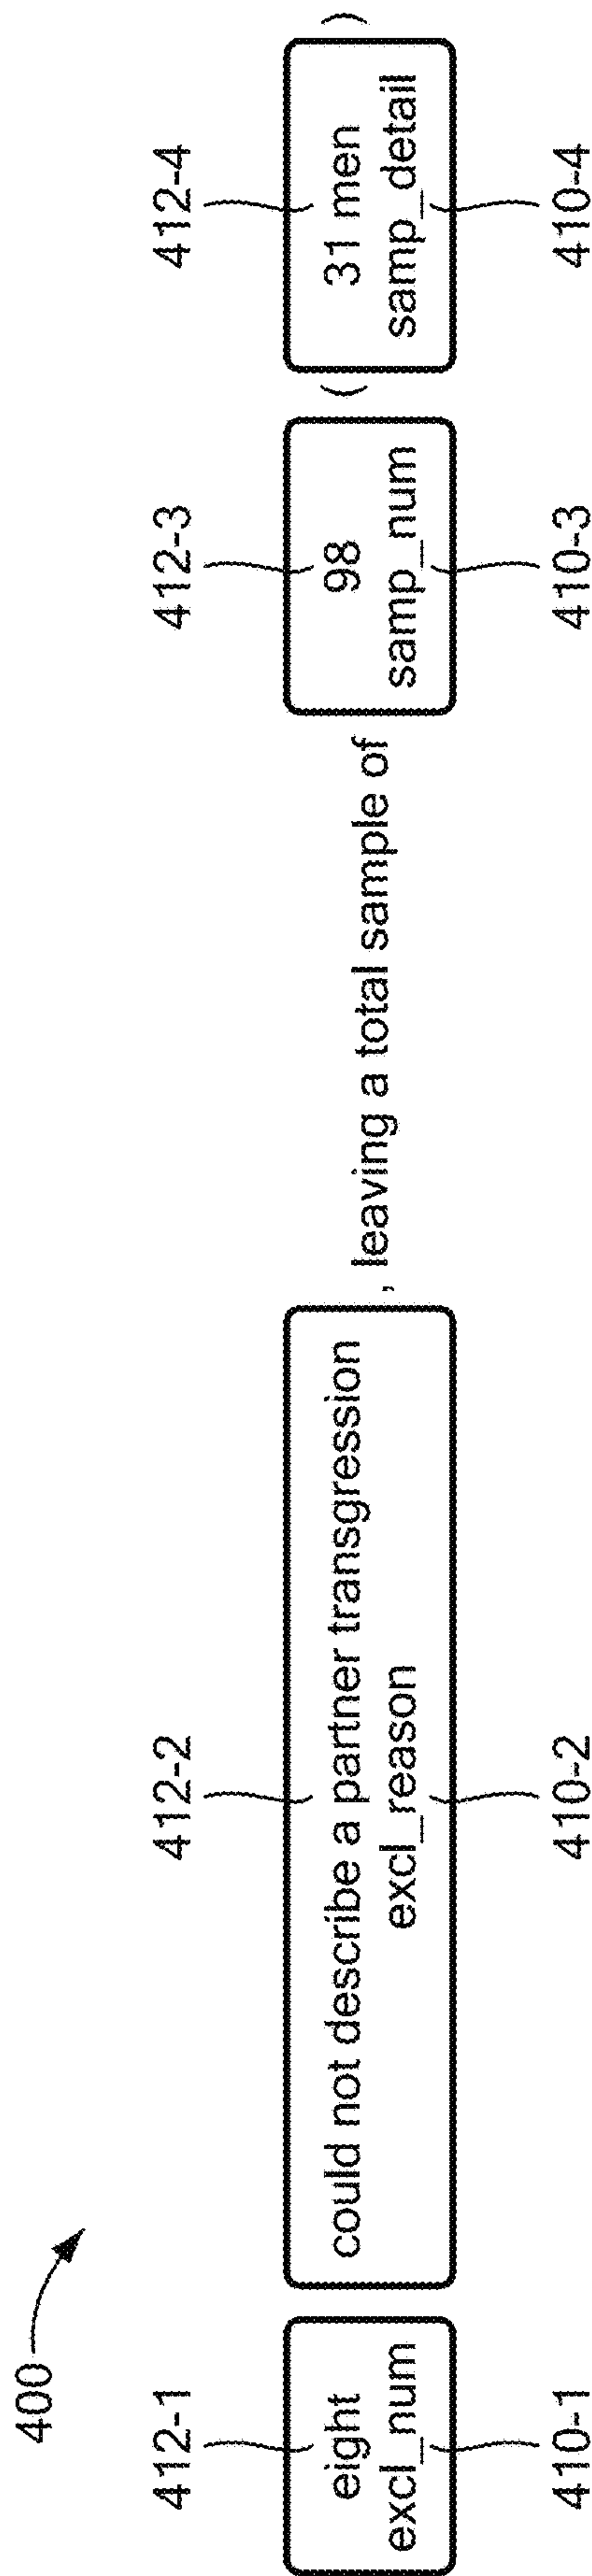 400
412-1 412-2 412-3 412-4
eight could not describe a partner transgression , leaving a total sample of 98 ( 31 men )
excl_num excl_reason samp_num samp_detail
410-1 410-2 410-3 410-4